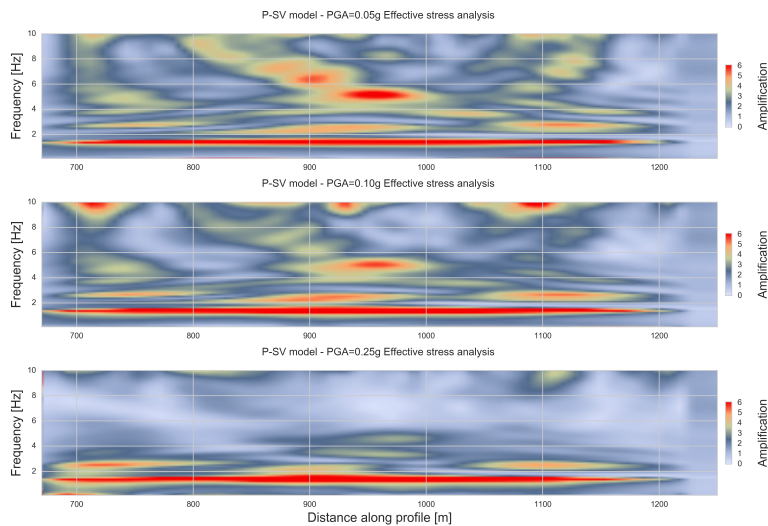 P-SV model - PGA=0.05g Effective stress analysis
Frequency [Hz]
10
8
6
4
2
700 800 900 1000 1100 1200
6
5
4
3
2
1
0
Amplification
P-SV model - PGA=0.10g Effective stress analysis
Frequency [Hz]
10
8
6
4
2
700 800 900 1000 1100 1200
6
5
4
3
2
1
0
Amplification
P-SV model - PGA=0.25g Effective stress analysis
Frequency [Hz]
10
8
6
4
2
700 800 900 1000 1100 1200
Distance along profile [m]
6
5
4
3
2
1
0
Amplification